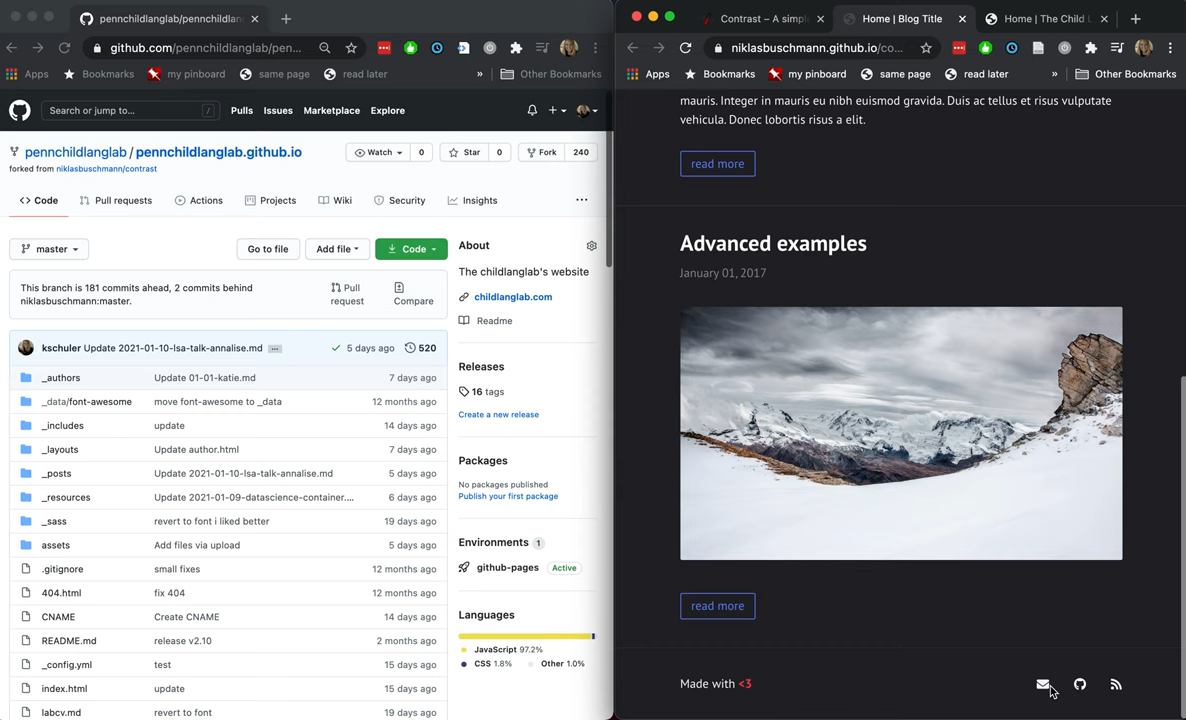 pennchildlanglab/pennchildlan
github.com/pennchildlanglab/pen...
Apps Bookmarks my pinboard same page read later » Other Bookmarks
Search or jump to... /
Pulls Issues Marketplace Explore
pennchildlanglab / pennchildlanglab.github.io
forked from niklasbuschmann/contrast
Watch 0 Star 0 Fork 240
Code Pull requests Actions Projects Wiki Security Insights
master Go to file Add file Code
This branch is 181 commits ahead, 2 commits behind
niklasbuschmann:master.
Pull
request
Compare
kschuler Update 2021-01-10-lsa-talk-annalise.md 5 days ago 520
_authors Update 01-01-katie.md 7 days ago
_data/font-awesome move font-awesome to _data 12 months ago
_includes update 14 days ago
_layouts Update author.html 7 days ago
_posts Update 2021-01-10-lsa-talk-annalise.md 5 days ago
_resources Update 2021-01-09-datascience-container.... 6 days ago
_sass revert to font i liked better 19 days ago
assets Add files via upload 5 days ago
.gitignore small fixes 12 months ago
404.html fix 404 12 months ago
CNAME Create CNAME 14 days ago
README.md release v2.10 2 months ago
_config.yml test 15 days ago
index.html update 15 days ago
labcv.md revert to font 19 days ago
About
The childlanglab's website
childlanglab.com
Readme
Releases
16 tags
Create a new release
Packages
No packages published
Publish your first package
Environments 1
github-pages Active
Languages
JavaScript 97.2%
CSS 1.8% Other 1.0%
Contrast – A simpl
Home | Blog Title
Home | The Child L
niklasbuschmann.github.io/co...
Apps Bookmarks my pinboard same page read later » Other Bookmarks
mauris. Integer in mauris eu nibh euismod gravida. Duis ac tellus et risus vulputate
vehicula. Donec lobortis risus a elit.
read more
Advanced examples
January 01, 2017
read more
Made with <3